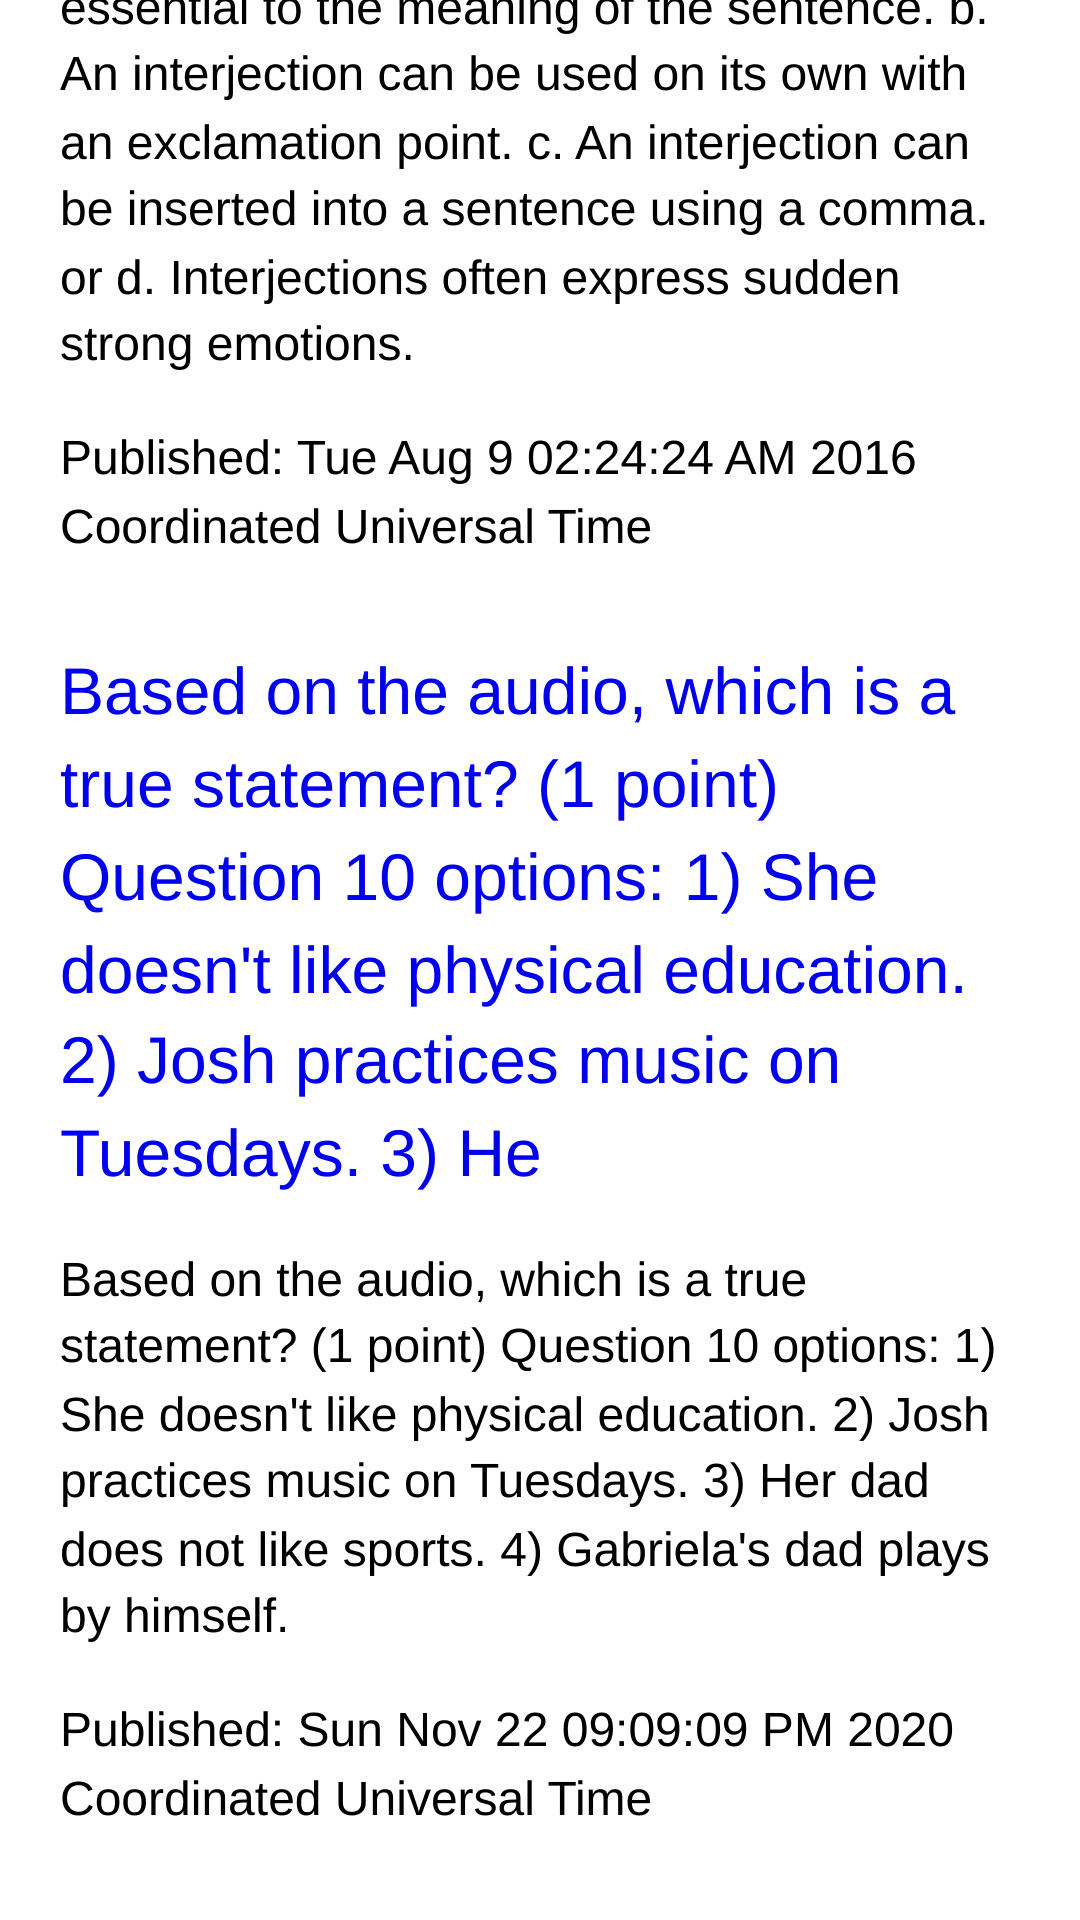 essential to the meaning of the sentence. b.
An interjection can be used on its own with
an exclamation point. c. An interjection can
be inserted into a sentence using a comma.
or d. Interjections often express sudden
strong emotions.
Published: Tue Aug 9 02:24:24 AM 2016
Coordinated Universal Time
Based on the audio, which is a
true statement? (1 point)
Question 10 options: 1) She
doesn't like physical education.
2) Josh practices music on
Tuesdays. 3) He
Based on the audio, which is a true
statement? (1 point) Question 10 options: 1)
She doesn't like physical education. 2) Josh
practices music on Tuesdays. 3) Her dad
does not like sports. 4) Gabriela's dad plays
by himself.
Published: Sun Nov 22 09:09:09 PM 2020
Coordinated Universal Time